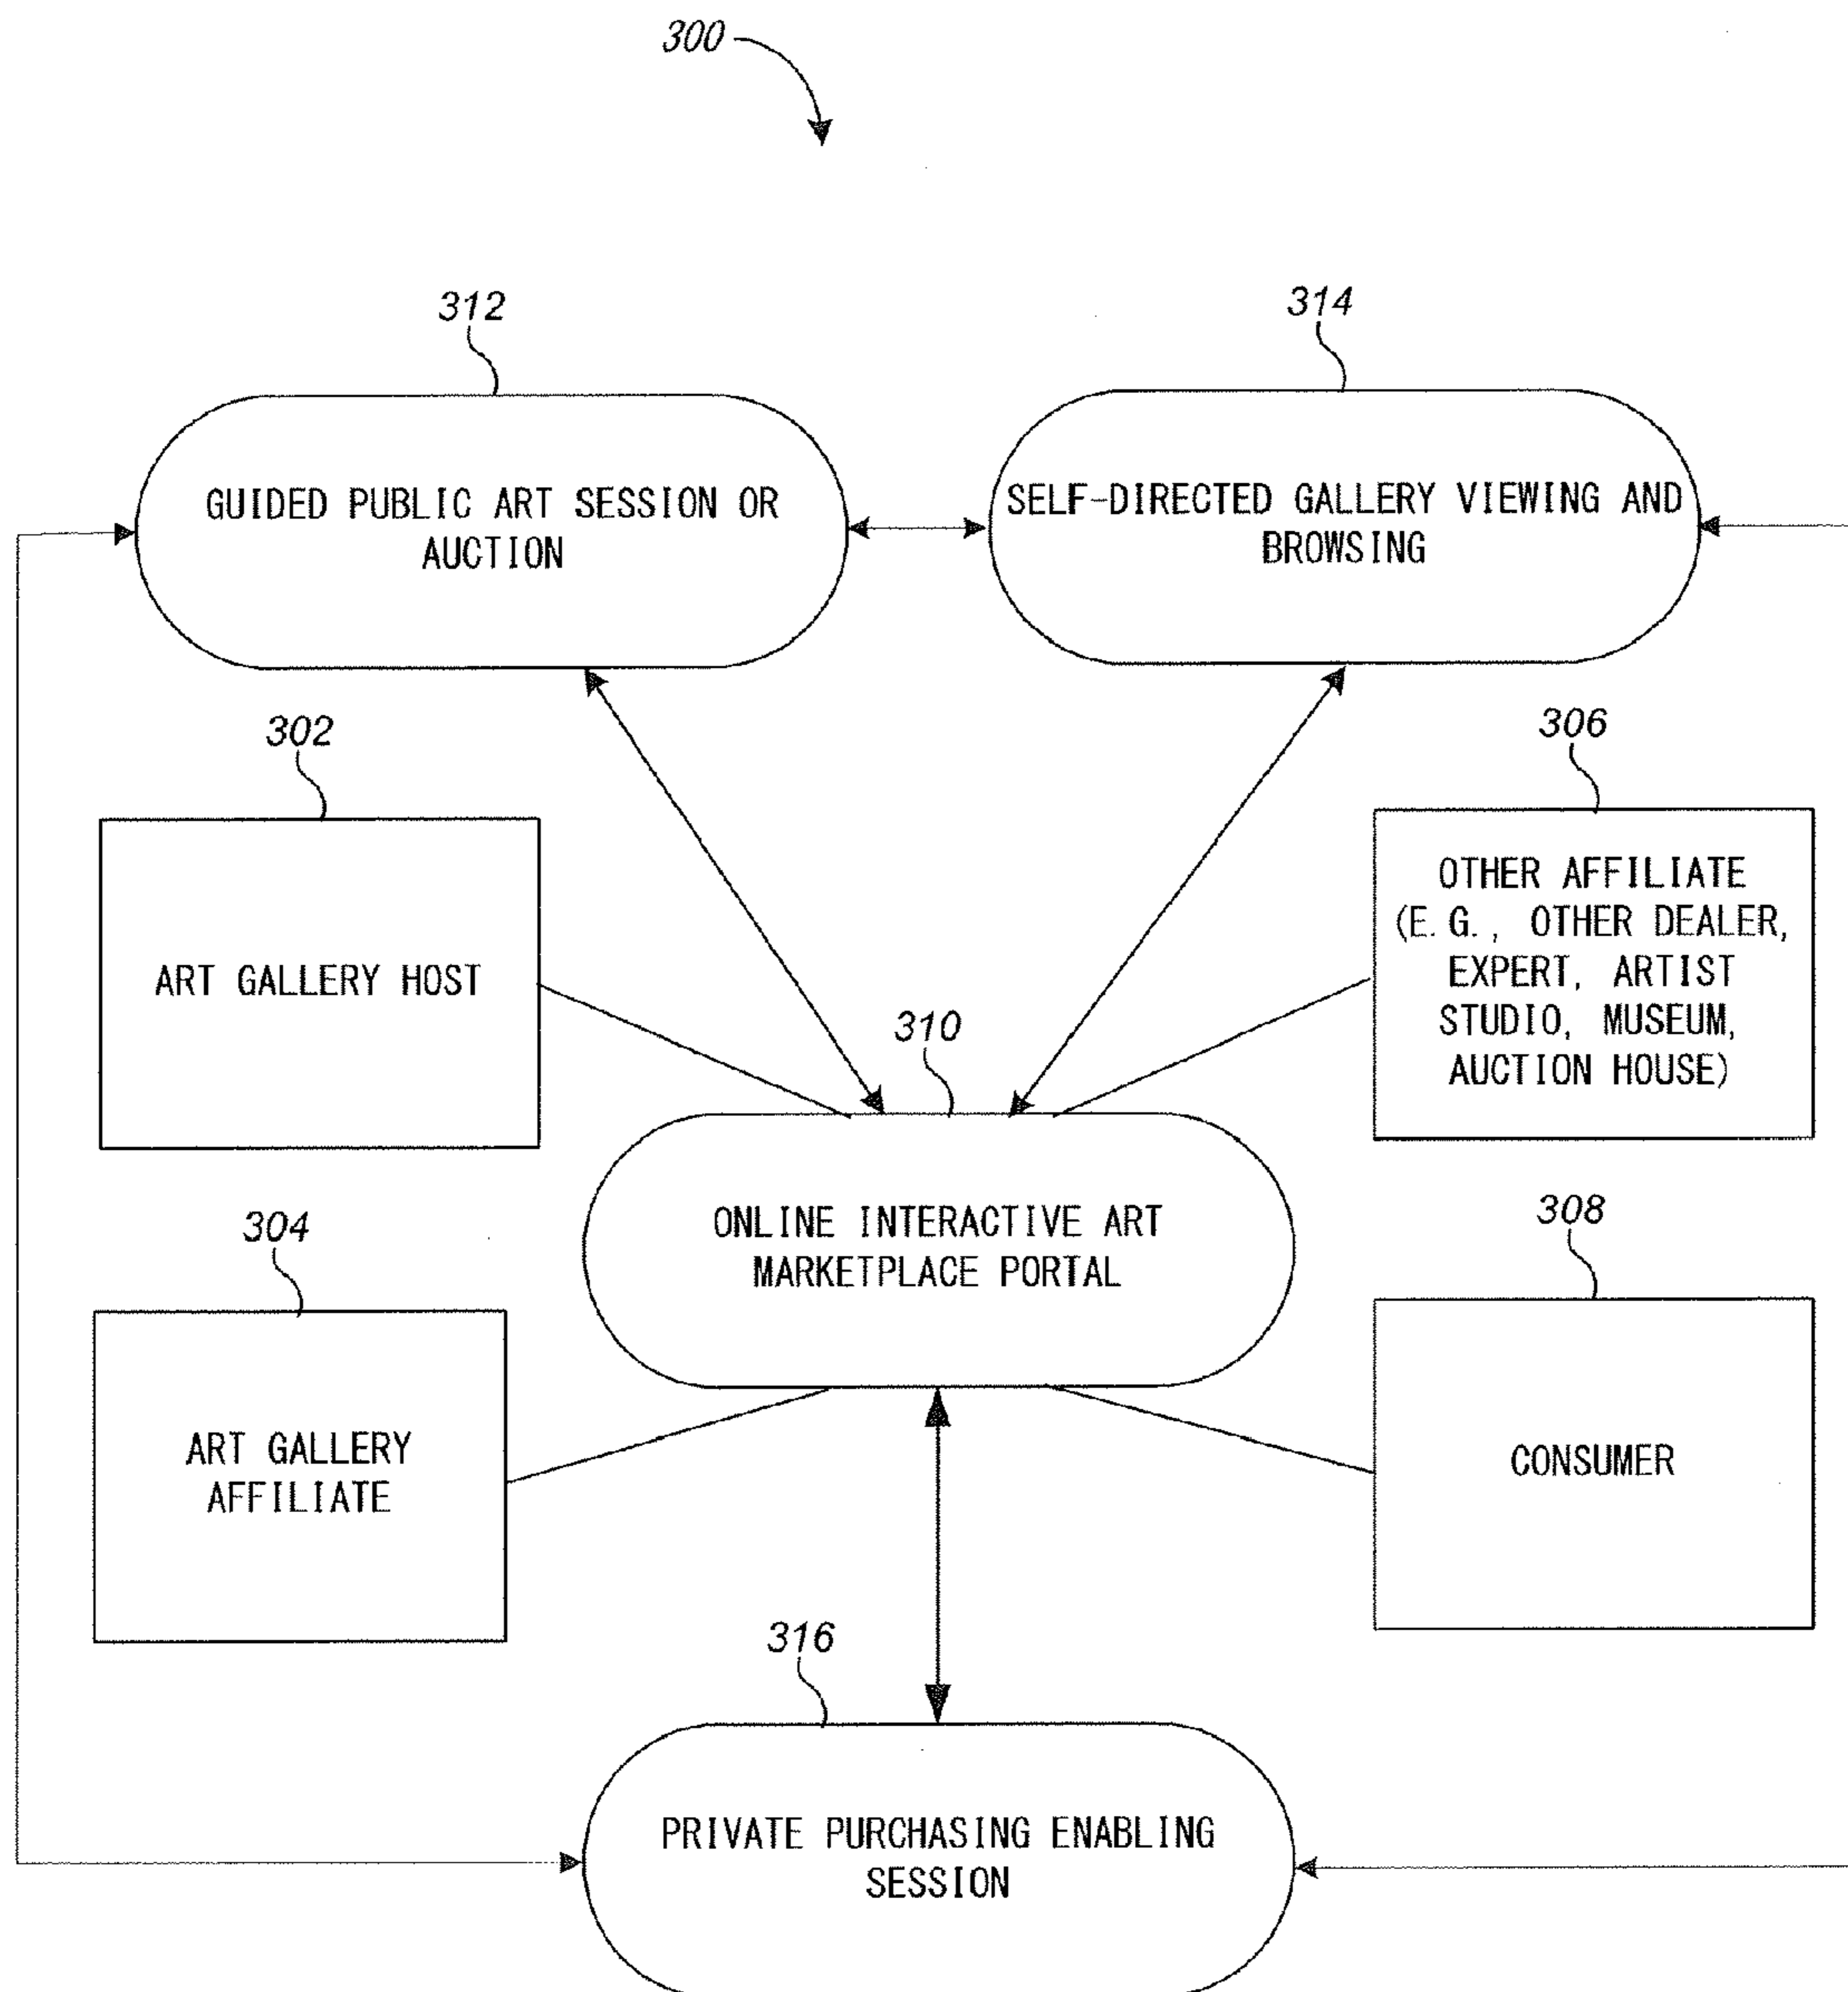 300
312
314
GUIDED PUBLIC ART SESSION OR
AUCTION
SELF-DIRECTED GALLERY VIEWING AND
BROWSING
302
306
ART GALLERY HOST
OTHER AFFILIATE
(E.G., OTHER DEALER,
EXPERT, ARTIST
STUDIO, MUSEUM,
AUCTION HOUSE)
310
ONLINE INTERACTIVE ART
MARKETPLACE PORTAL
304
308
ART GALLERY
AFFILIATE
CONSUMER
316
PRIVATE PURCHASING ENABLING
SESSION